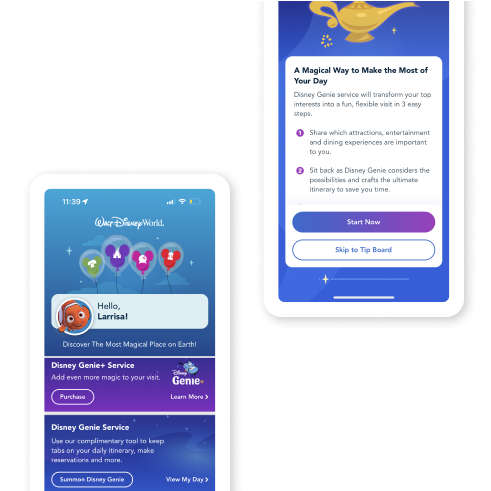 A Magical Way to Make the Most of
Your Day
Disney Genie service will transform your top
interests into a fun, flexible visit in 3 easy
steps.
1 Share which attractions, entertainment
and dining experiences are important
to you.
2 Sit back as Disney Genie considers the
possibilities and crafts the ultimate
itinerary to save you time.
Start Now
Skip to Tip Board
11:39
Walt Disney World.
Hello,
Larrisa!
Discover The Most Magical Place on Earth!
Disney Genie+ Service
Add even more magic to your visit.
Disney
Genie+
Purchase
Learn More >
Disney Genie Service
Use our complimentary tool to keep
tabs on your daily itinerary, make
reservations and more.
Summon Disney Genie
View My Day >